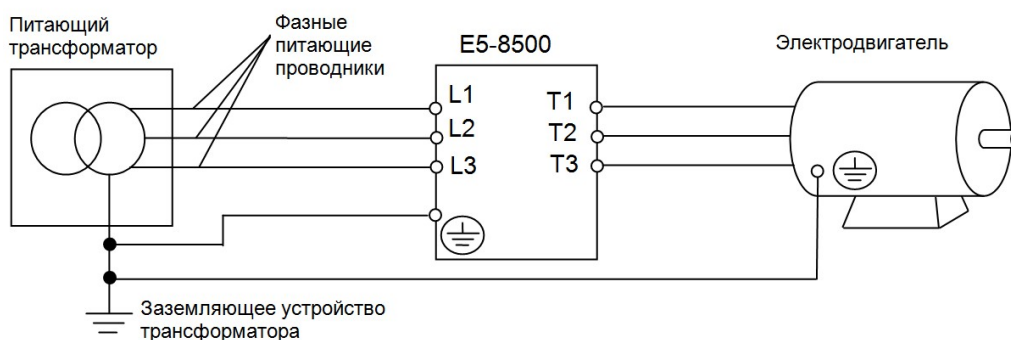 Питающий
трансформатор
Фазные
питающие
проводники
E5-8500
Электродвигатель
L1
L2
L3
T1
T2
T3
Заземляющее устройство
трансформатора